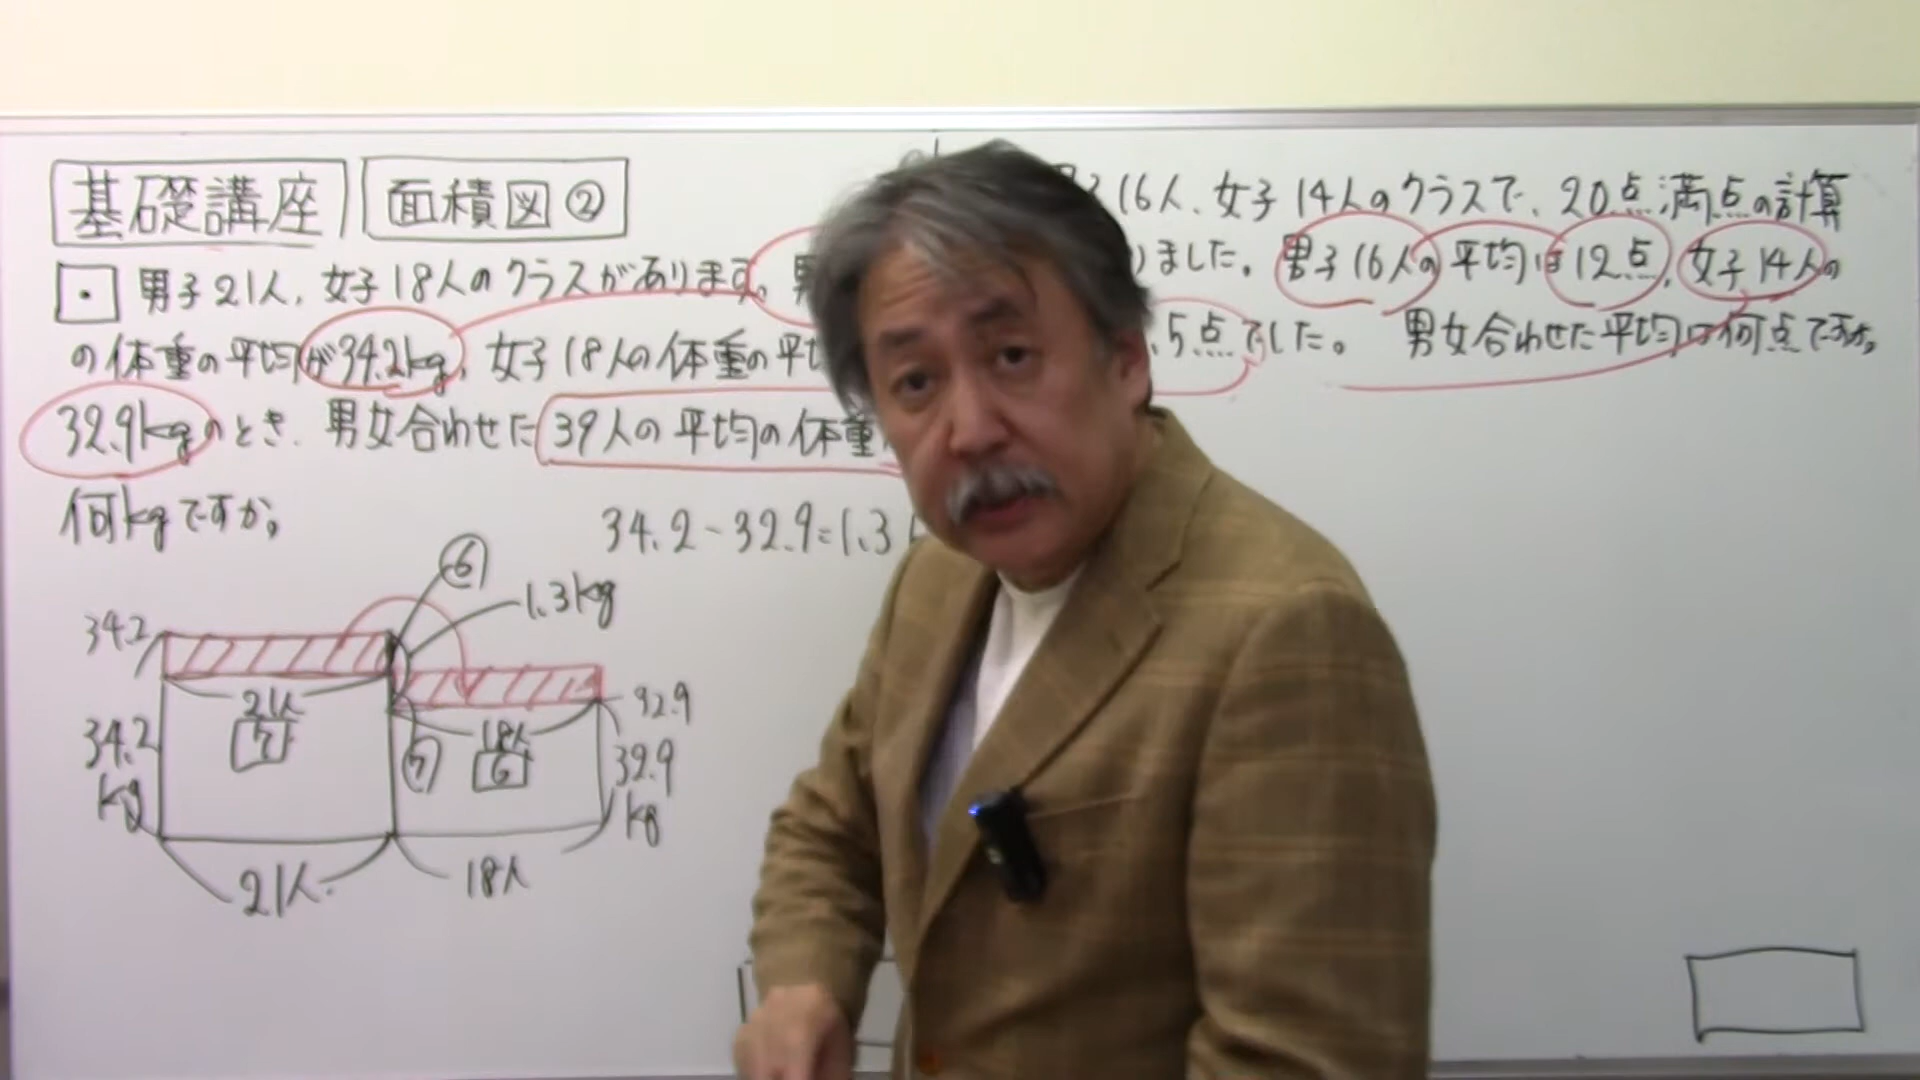 基礎講座 面積図②
男子21人、女子18人のクラスがあります。男
の体重の平均が34.2kg、女子18人の体重の平均
32.9kgのとき、男女合わせた39人の平均の体重
何kgですか。
34.2-32.9=1.3
⑥
1.3kg
34.2
21人
7
18人
6
⑦
92.9
34.2
kg
32.9
kg
21人
18人
16人、女子14人のクラスで、20点満点の計算
りました。男子16人の平均は12点、女子14人の
.5点でした。 男女合わせた平均は何点ですか。